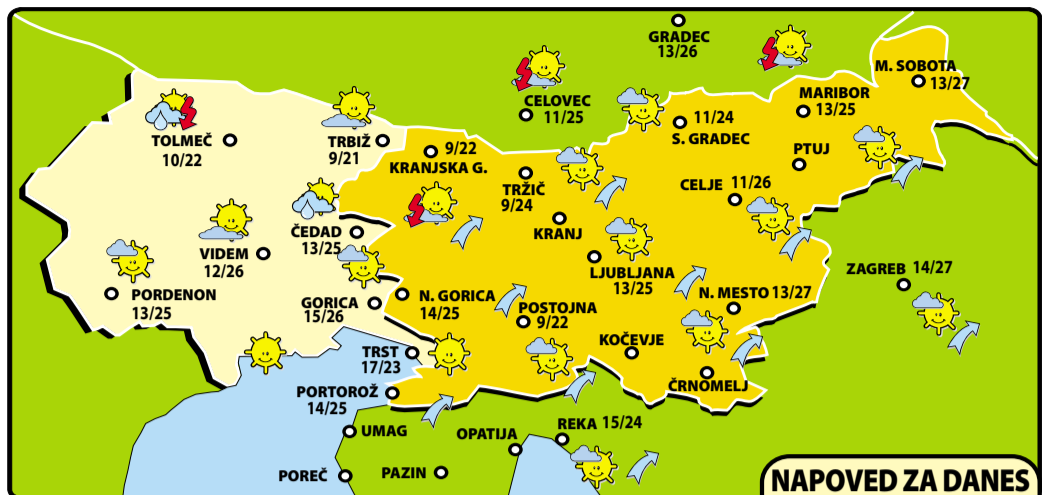 GRADEC
13/26
M. SOBOTA
13/27
CELOVEC
11/25
MARIBOR
13/25
11/24
S. GRADEC
TOLMEČ
10/22
TRBIŽ
9/21
9/22
KRANJSKA G.
PTUJ
TRŽIČ
9/24
CELJE 11/26
KRANJ
ČEDAD
13/25
VIDEM
12/26
LJUBLJANA
13/25
ZAGREB 14/27
PORDENON
13/25
GORICA
15/26
N. GORICA
14/25
POSTOJNA
9/22
N. MESTO 13/27
KOČEVJE
TRST
17/23
ČRNOMELJ
PORTOROŽ
14/25
UMAG
OPATIJA
REKA 15/24
POREČ
PAZIN
NAPOVED ZA DANES